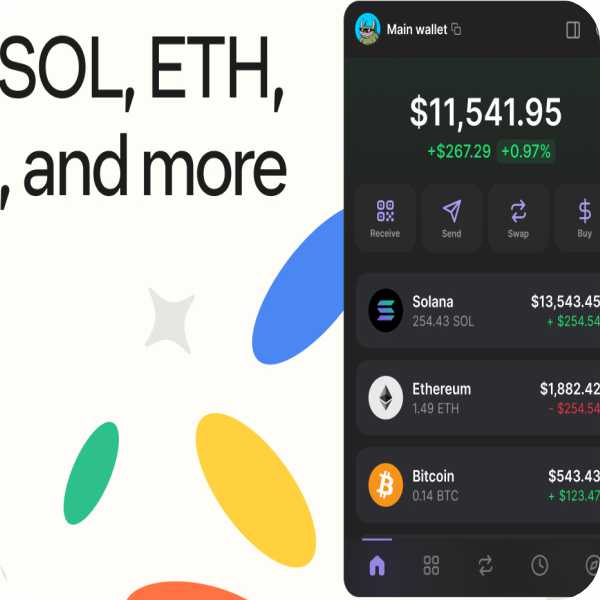 SOL, ETH,
, and more
Main wallet
$11,541.95
+$267.29 +0.97%
Receive
Send
Swap
Buy
Solana
$13,543.45
254.43 SOL
+ $254.54
Ethereum
$1,882.42
1.49 ETH
- $254.54
Bitcoin
$543.43
0.14 BTC
+ $123.47